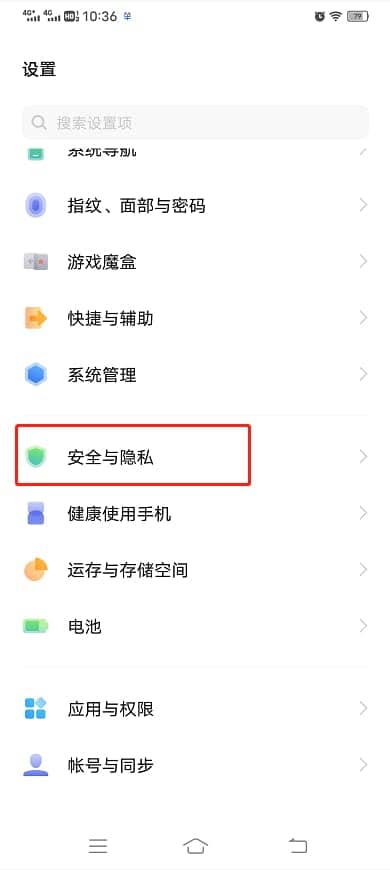 4G+ 4G HD 10:36 79
设置
搜索设置项
系统导航
指纹、面部与密码
游戏魔盒
快捷与辅助
系统管理
安全与隐私
健康使用手机
运存与存储空间
电池
应用与权限
帐号与同步